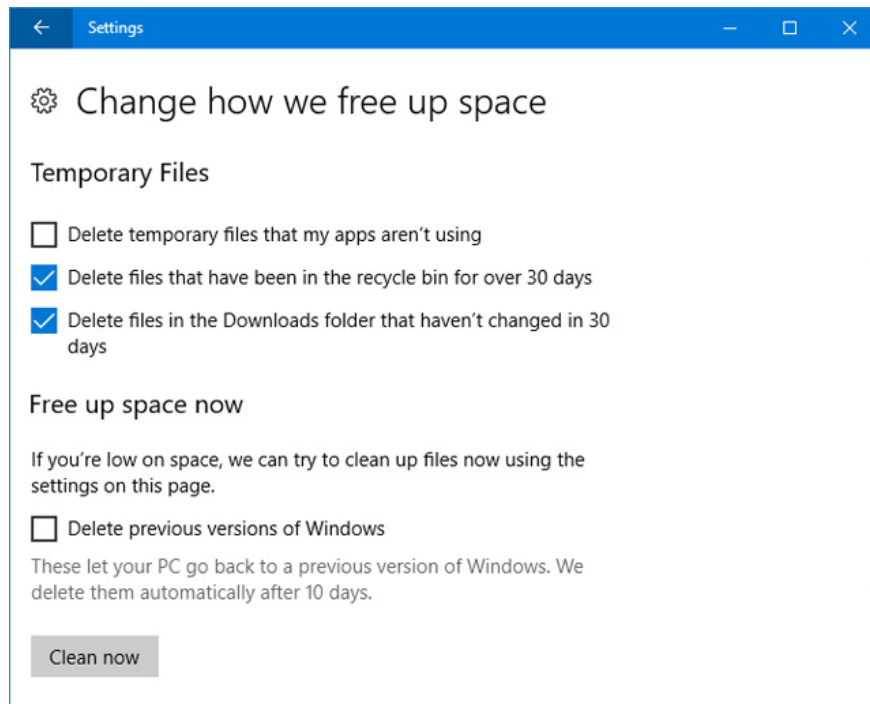 Settings
Change how we free up space
Temporary Files
Delete temporary files that my apps aren't using
Delete files that have been in the recycle bin for over 30 days
Delete files in the Downloads folder that haven't changed in 30
days
Free up space now
If you're low on space, we can try to clean up files now using the
settings on this page.
Delete previous versions of Windows
These let your PC go back to a previous version of Windows. We
delete them automatically after 10 days.
Clean now